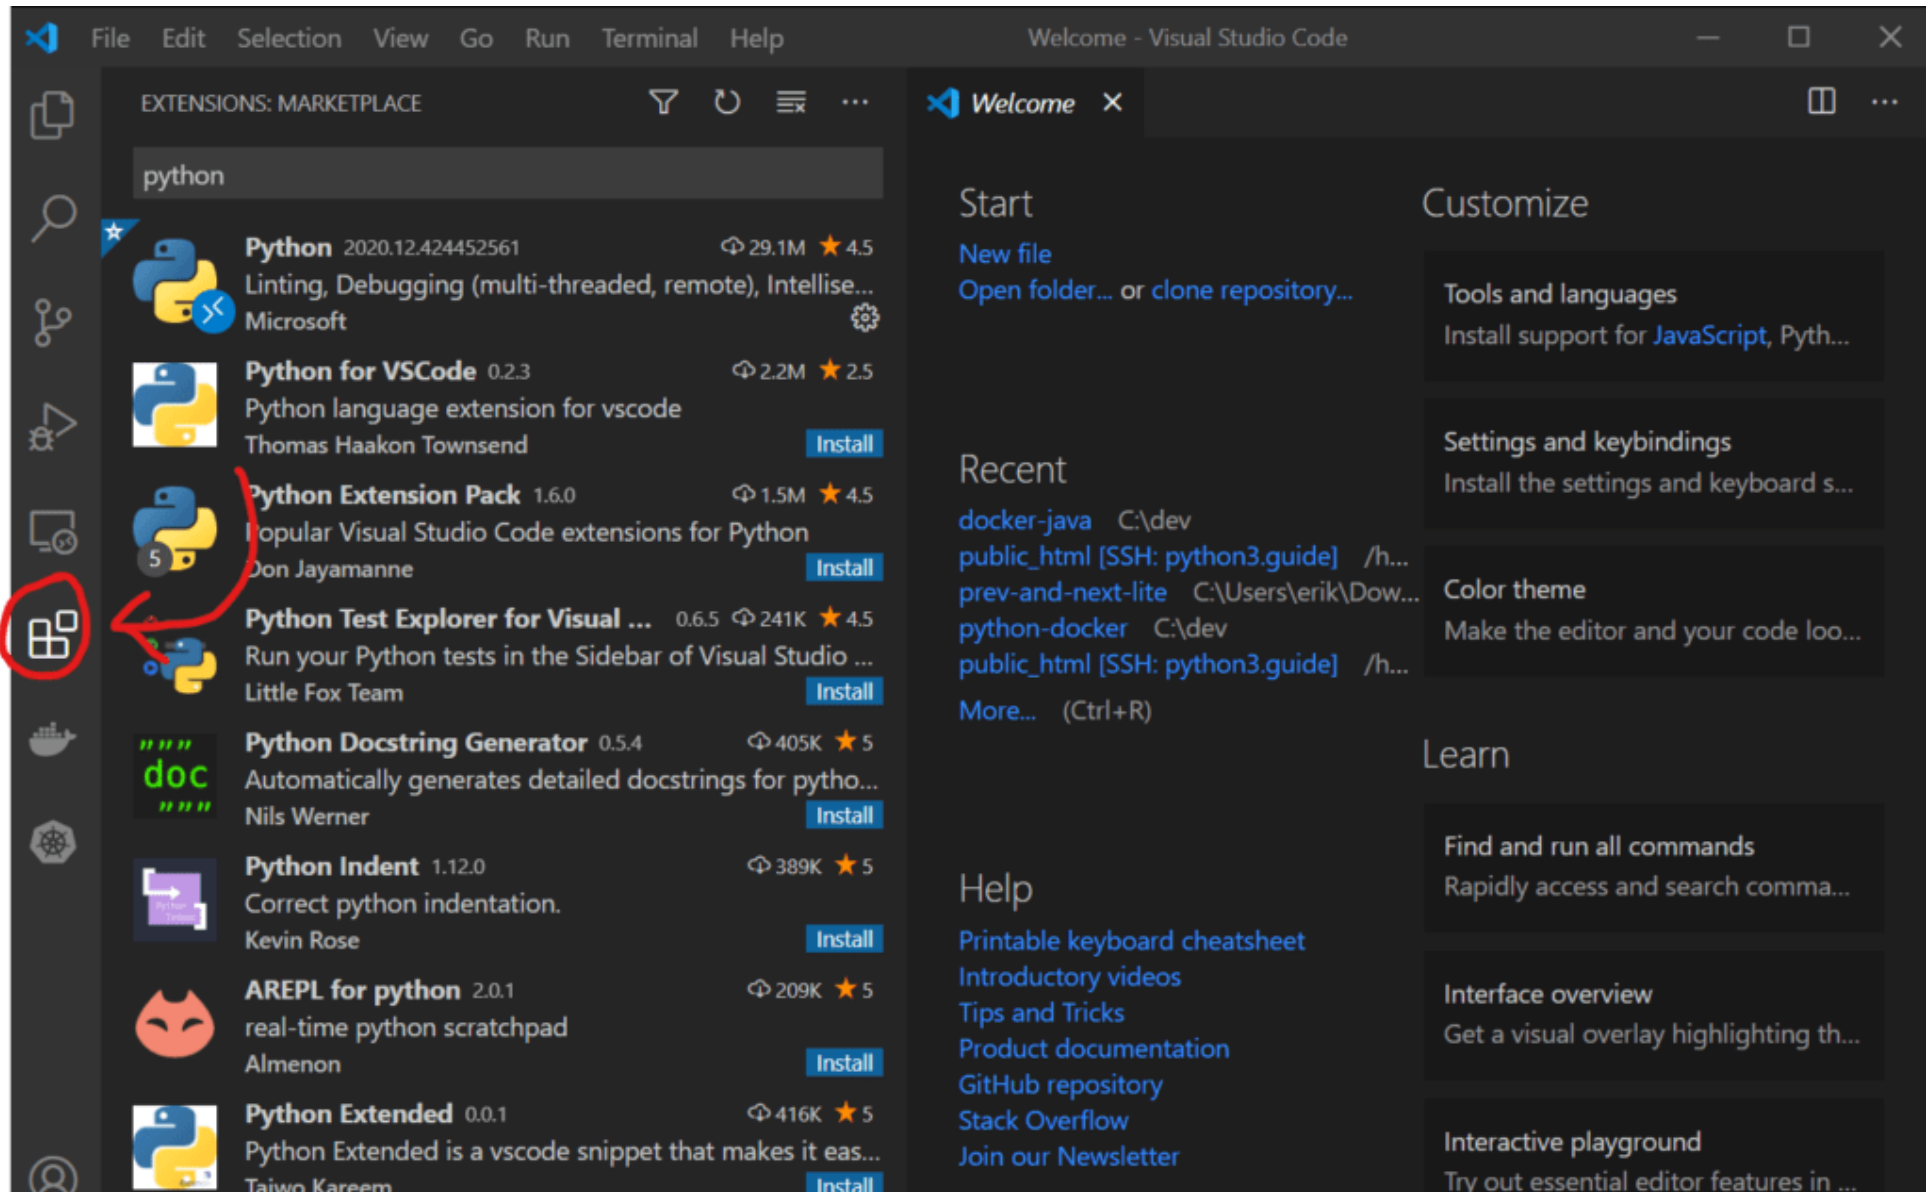 File Edit Selection View Go Run Terminal Help Welcome - Visual Studio Code
EXTENSIONS: MARKETPLACE
python
Python 2020.12.424452561 29.1M 4.5
Linting, Debugging (multi-threaded, remote), Intellise...
Microsoft
Python for VSCode 0.2.3 2.2M 2.5
Python language extension for vscode
Thomas Haakon Townsend Install
Python Extension Pack 1.6.0 1.5M 4.5
Popular Visual Studio Code extensions for Python
5
Don Jayamanne Install
Python Test Explorer for Visual ... 0.6.5 241K 4.5
Run your Python tests in the Sidebar of Visual Studio ...
Little Fox Team Install
""" doc """
Python Docstring Generator 0.5.4 405K 5
Automatically generates detailed docstrings for pytho...
Nils Werner Install
Python Indent 1.12.0 389K 5
Correct python indentation.
Kevin Rose Install
AREPL for python 2.0.1 209K 5
real-time python scratchpad
Almenon Install
Python Extended 0.0.1 416K 5
Python Extended is a vscode snippet that makes it eas...
Taiwo Kareem Install
Welcome
Start
New file
Open folder... or clone repository...
Recent
docker-java C:\dev
public_html [SSH: python3.guide] /h...
prev-and-next-lite C:\Users\erik\Dow...
python-docker C:\dev
public_html [SSH: python3.guide] /h...
More... (Ctrl+R)
Help
Printable keyboard cheatsheet
Introductory videos
Tips and Tricks
Product documentation
GitHub repository
Stack Overflow
Join our Newsletter
Customize
Tools and languages
Install support for JavaScript, Pyth...
Settings and keybindings
Install the settings and keyboard s...
Color theme
Make the editor and your code loo...
Learn
Find and run all commands
Rapidly access and search comma...
Interface overview
Get a visual overlay highlighting th...
Interactive playground
Try out essential editor features in ...